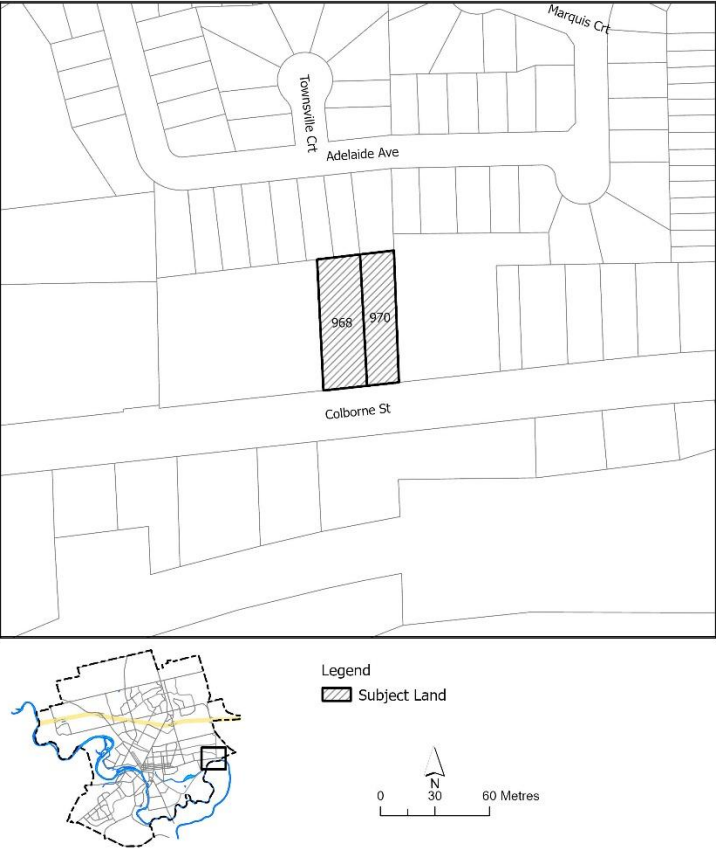 Marquis Crt
Townsville Crt
Adelaide Ave
968
970
Colborne St
Legend
Subject Land
N
0 30 60 Metres